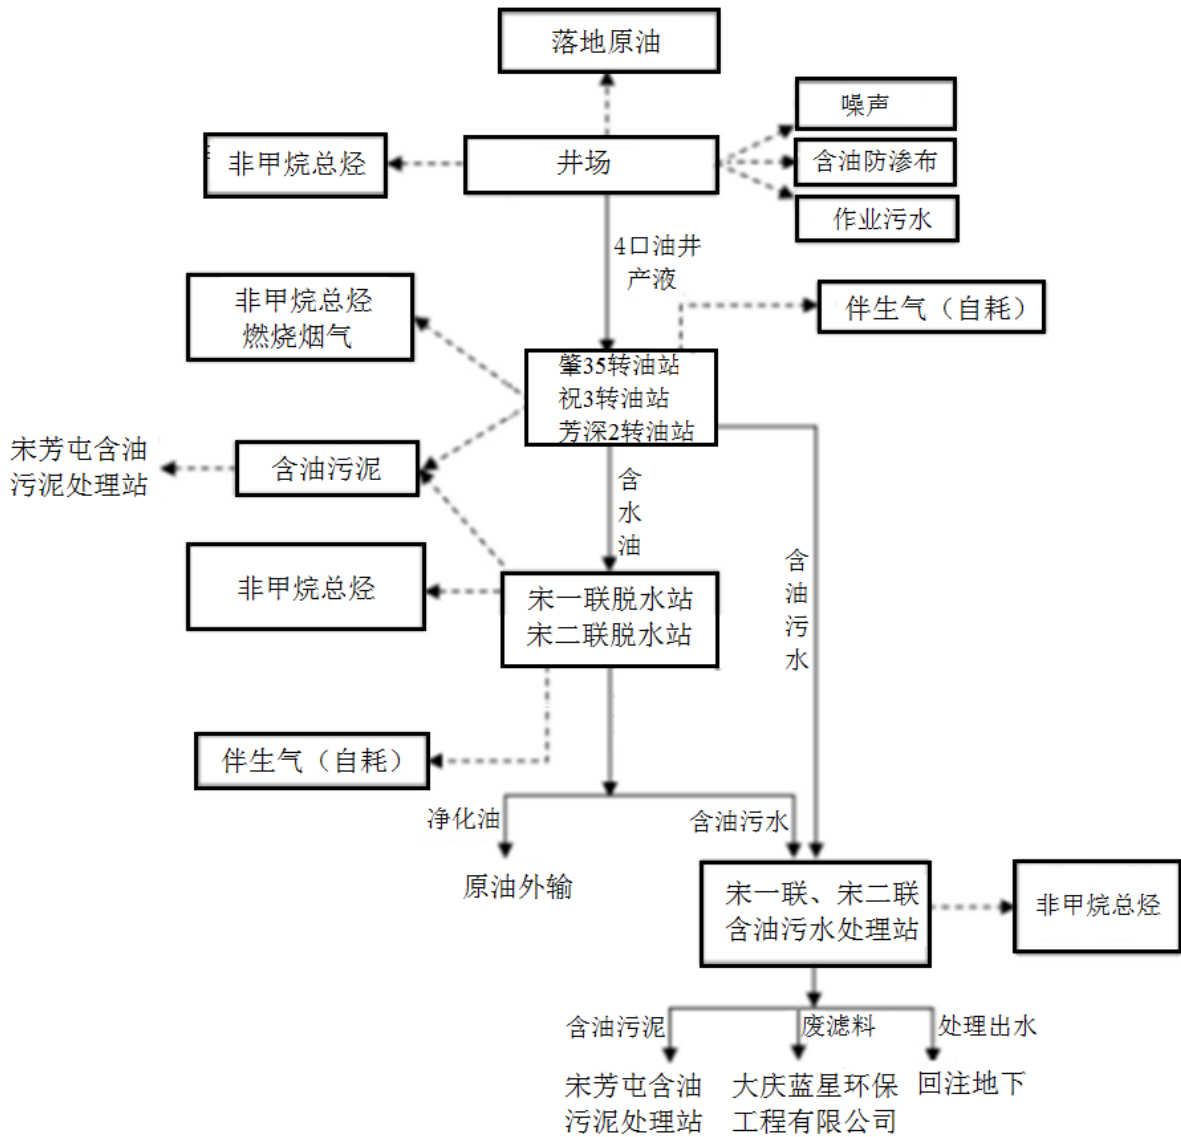 落地原油
噪声
非甲烷总烃
井场
含油防渗布
作业污水
4口油井
产液
非甲烷总烃
燃烧烟气
伴生气（自耗）
肇35转油站
祝3转油站
芳深2转油站
宋芳屯含油
污泥处理站
含油污泥
含
水
油
非甲烷总烃
宋一联脱水站
宋二联脱水站
含
油
污
水
伴生气（自耗）
净化油
含油污水
原油外输
宋一联、宋二联
含油污水处理站
非甲烷总烃
含油污泥
废滤料
处理出水
宋芳屯含油
污泥处理站
大庆蓝星环保
工程有限公司
回注地下